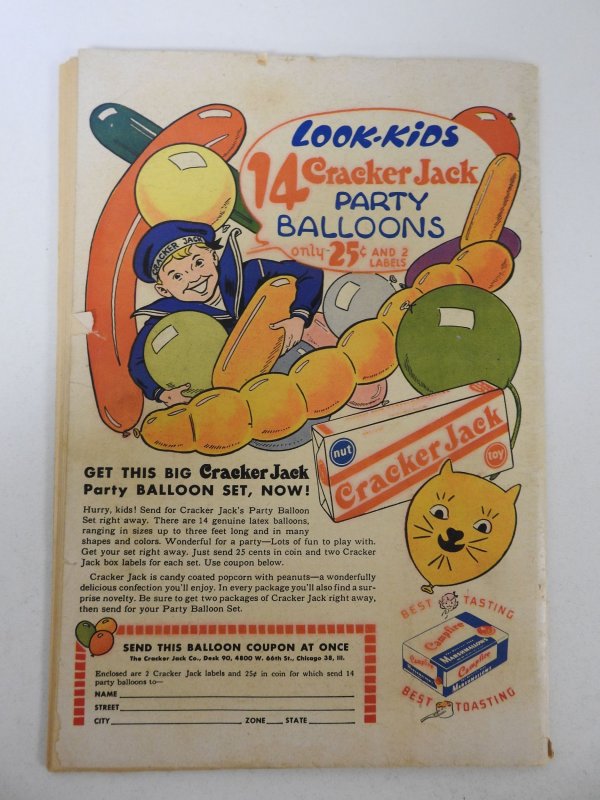 LOOK-KIDS
14 Cracker Jack
PARTY
BALLOONS
only 25¢ AND 2
LABELS
CRACKER JACK
nut
Cracker Jack
toy
GET THIS BIG Cracker Jack
Party BALLOON SET, NOW!
Hurry, kids! Send for Cracker Jack's Party Balloon
Set right away. There are 14 genuine latex balloons,
ranging in sizes up to three feet long and in many
shapes and colors. Wonderful for a party—Lots of fun to play with.
Get your set right away. Just send 25 cents in coin and two Cracker
Jack box labels for each set. Use coupon below.
Cracker Jack is candy coated popcorn with peanuts—a wonderfully
delicious confection you'll enjoy. In every package you'll also find a sur-
prise novelty. Be sure to get two packages of Cracker Jack right away,
then send for your Party Balloon Set.
BEST TASTING
Campfire
MARSHMALLOWS
Campfire
Campfire
MARSHMALLOWS
BEST TOASTING
SEND THIS BALLOON COUPON AT ONCE
The Cracker Jack Co., Desk 90, 4800 W. 66th St., Chicago 38, Ill.
Enclosed are 2 Cracker Jack labels and 25¢ in coin for which send 14
party balloons to—
NAME
STREET
CITY ZONE STATE